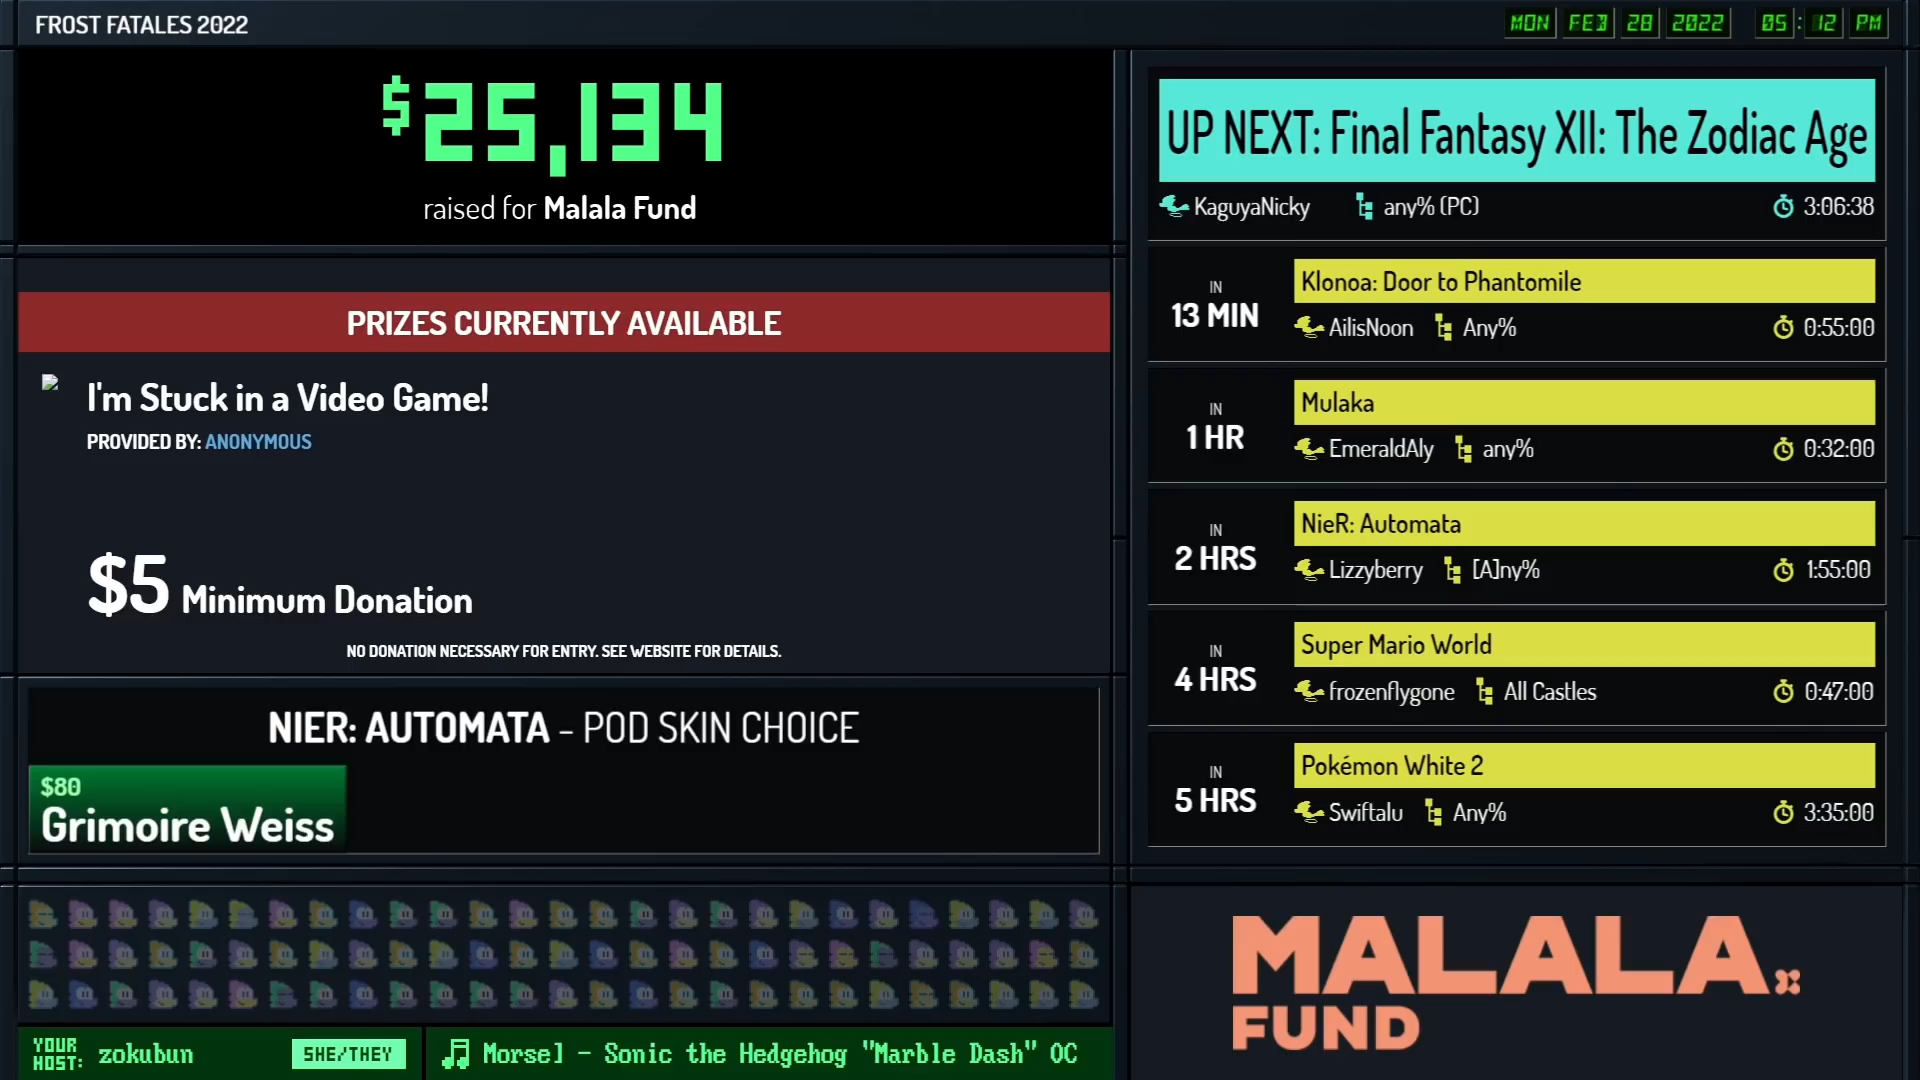 FROST FATALES 2022
MON FEB 28 2022 05:12 PM
$25,134
raised for Malala Fund
PRIZES CURRENTLY AVAILABLE
I'm Stuck in a Video Game!
PROVIDED BY: ANONYMOUS
$5 Minimum Donation
NO DONATION NECESSARY FOR ENTRY. SEE WEBSITE FOR DETAILS.
NIER: AUTOMATA - POD SKIN CHOICE
$80
Grimoire Weiss
UP NEXT: Final Fantasy XII: The Zodiac Age
KaguyaNicky any% (PC) 3:06:38
IN
13 MIN
Klonoa: Door to Phantomile
AilisNoon Any% 0:55:00
IN
1 HR
Mulaka
EmeraldAly any% 0:32:00
IN
2 HRS
NieR: Automata
Lizzyberry [A]ny% 1:55:00
IN
4 HRS
Super Mario World
frozenflygone All Castles 0:47:00
IN
5 HRS
Pokémon White 2
Swiftalu Any% 3:35:00
YOUR
HOST: zokubun SHE/THEY
Morse] - Sonic the Hedgehog "Marble Dash" OC
MALALA
FUND